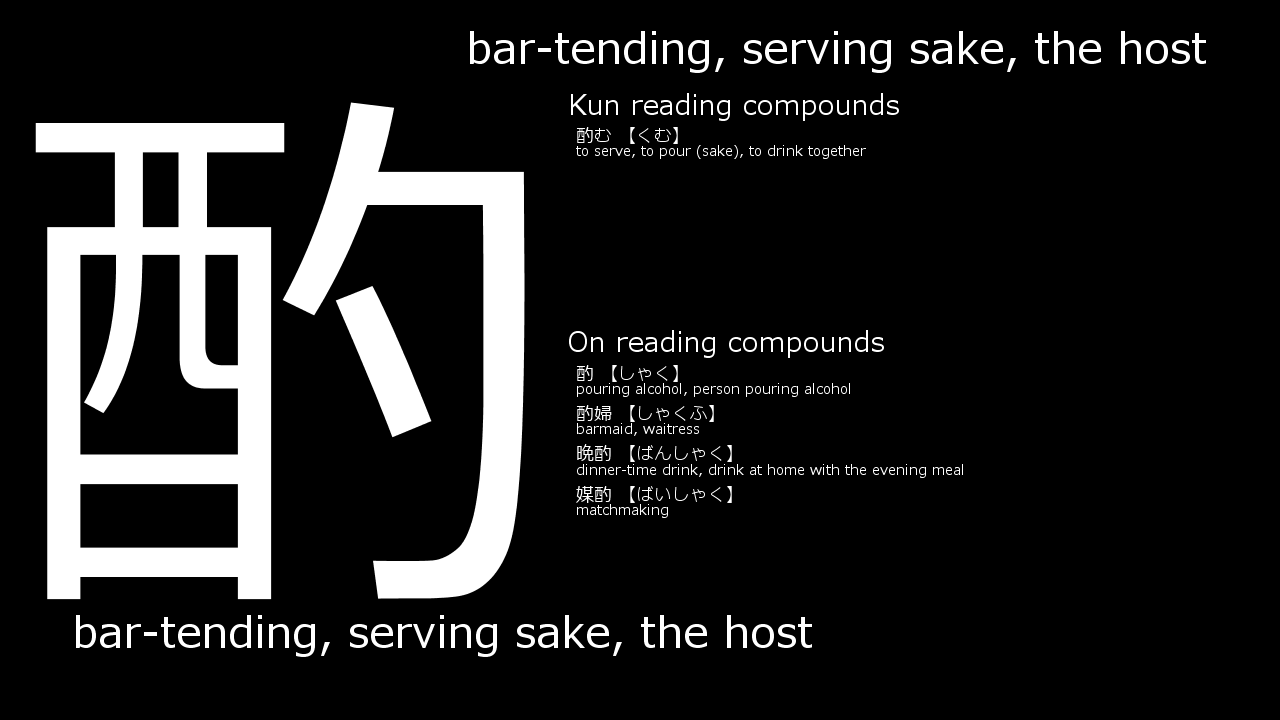 bar-tending, serving sake, the host
酌
Kun reading compounds
酌む 【くむ】
to serve, to pour (sake), to drink together
On reading compounds
酌 【しゃく】
pouring alcohol, person pouring alcohol
酌婦 【しゃくふ】
barmaid, waitress
晩酌 【ばんしゃく】
dinner-time drink, drink at home with the evening meal
媒酌 【ばいしゃく】
matchmaking
bar-tending, serving sake, the host